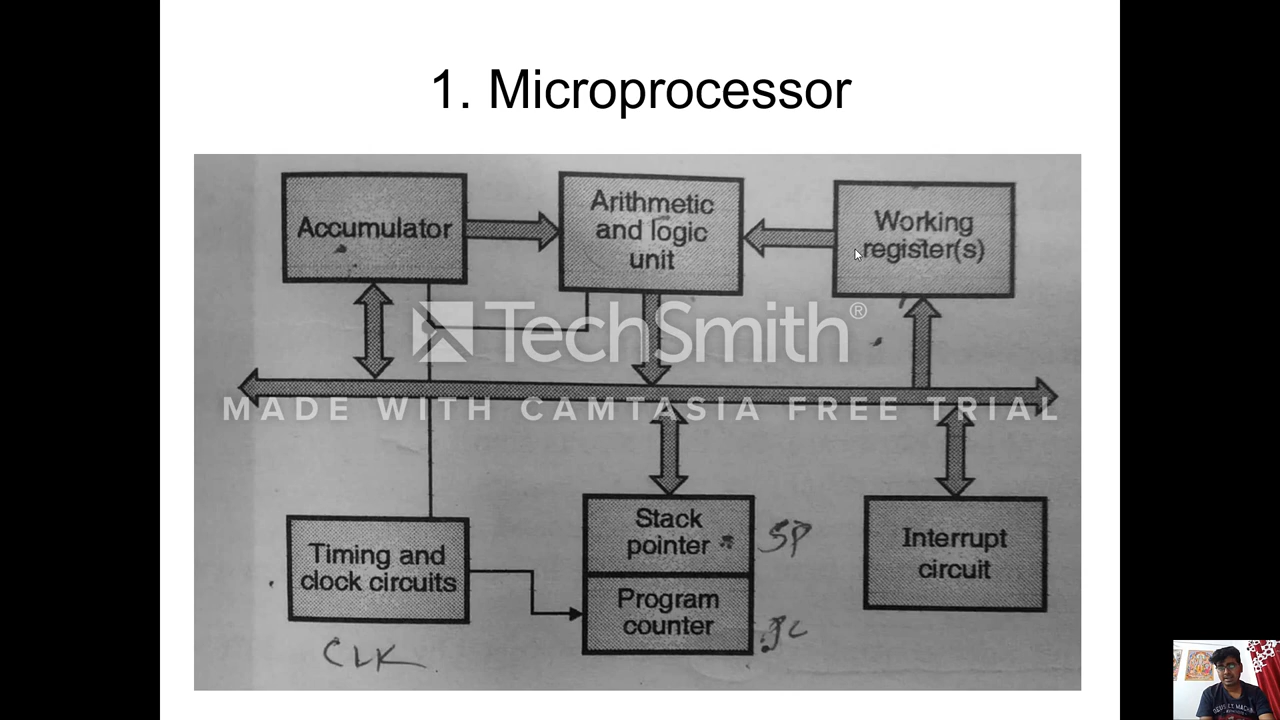 1. Microprocessor
Accumulator
Arithmetic
and logic
unit
Working
register(s)
TechSmith®
MADE WITH CAMTASIA FREE TRIAL
Timing and
clock circuits
CLK
Stack
pointer
SP
Program
counter
PC
Interrupt
circuit